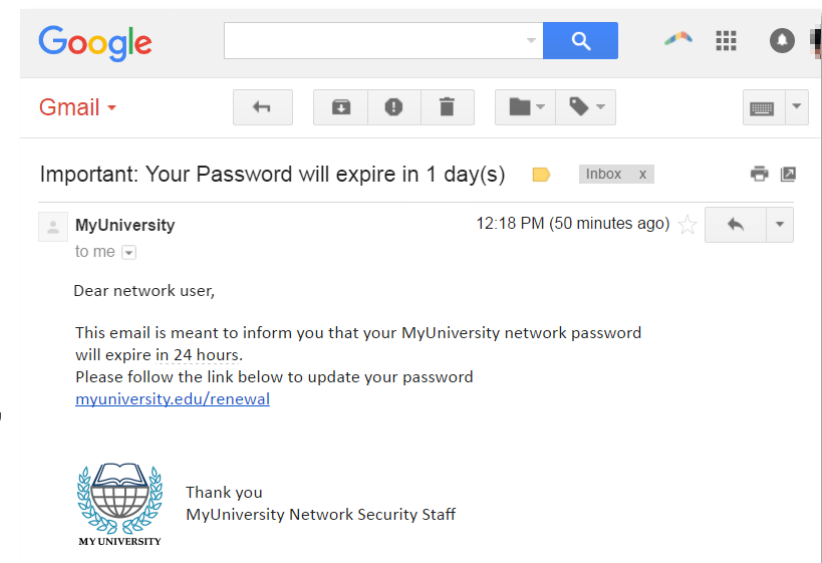 Google
Gmail
Important: Your Password will expire in 1 day(s)
Inbox x
MyUniversity
12:18 PM (50 minutes ago)
to me
Dear network user,
This email is meant to inform you that your MyUniversity network password
will expire in 24 hours.
Please follow the link below to update your password
myuniversity.edu/renewal
Thank you
MyUniversity Network Security Staff
MY UNIVERSITY